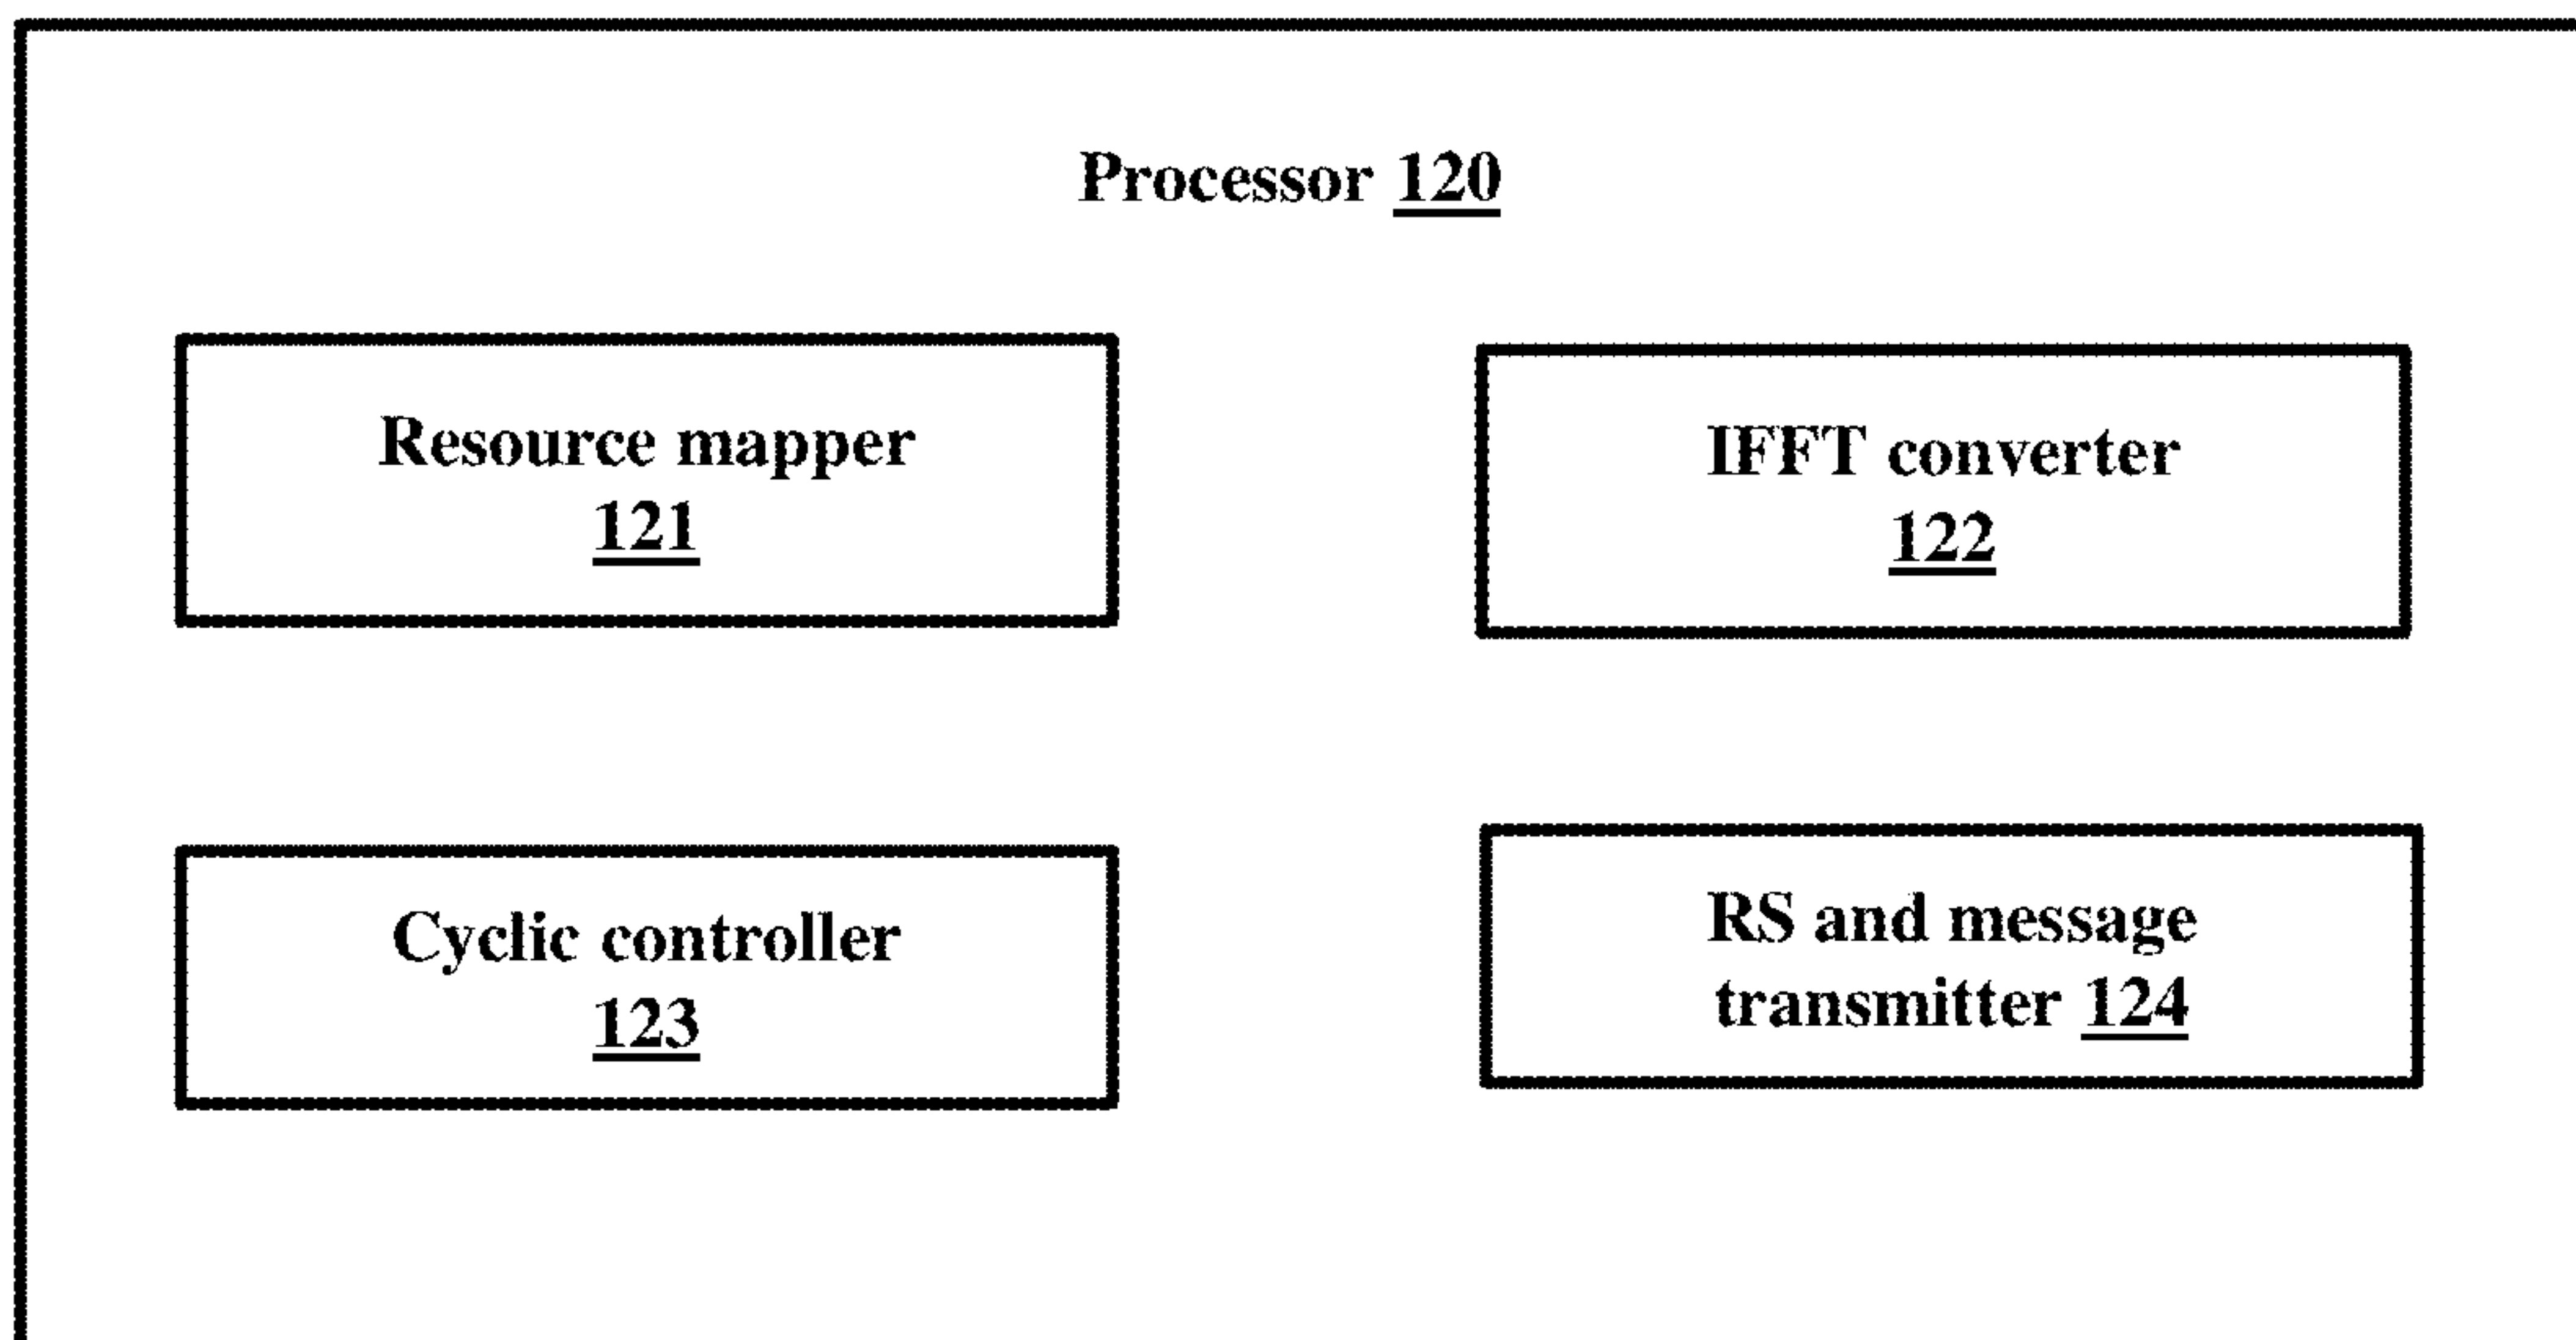 Processor 120
Resource mapper
121
IFFT converter
122
Cyclic controller
123
RS and message
transmitter 124